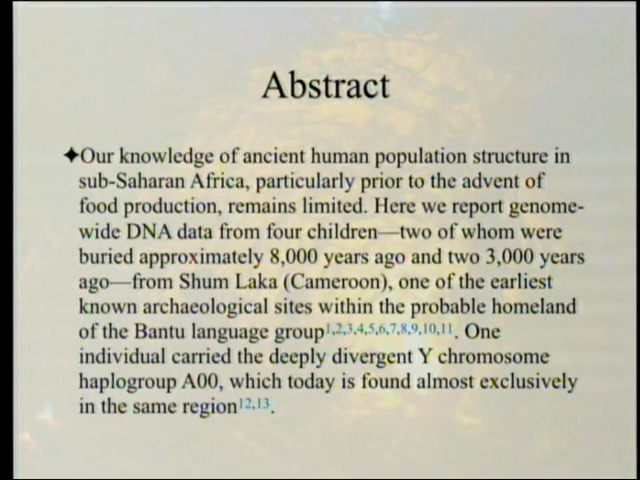 Abstract
✦Our knowledge of ancient human population structure in
sub-Saharan Africa, particularly prior to the advent of
food production, remains limited. Here we report genome-
wide DNA data from four children—two of whom were
buried approximately 8,000 years ago and two 3,000 years
ago—from Shum Laka (Cameroon), one of the earliest
known archaeological sites within the probable homeland
of the Bantu language group1,2,3,4,5,6,7,8,9,10,11. One
individual carried the deeply divergent Y chromosome
haplogroup A00, which today is found almost exclusively
in the same region12,13.